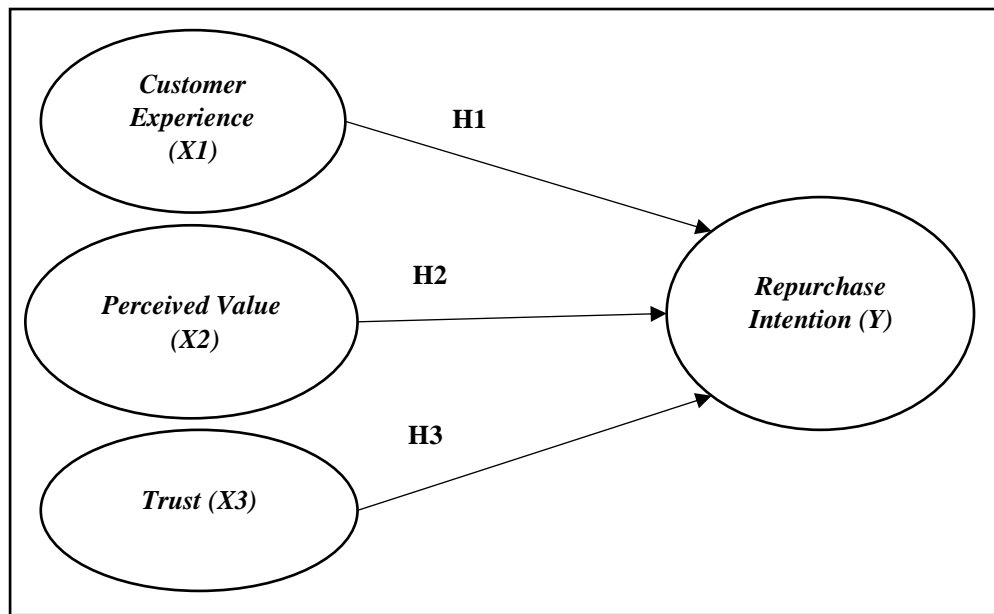 Customer
Experience
(X1)
H1
Perceived Value
(X2)
H2
Repurchase
Intention (Y)
H3
Trust (X3)